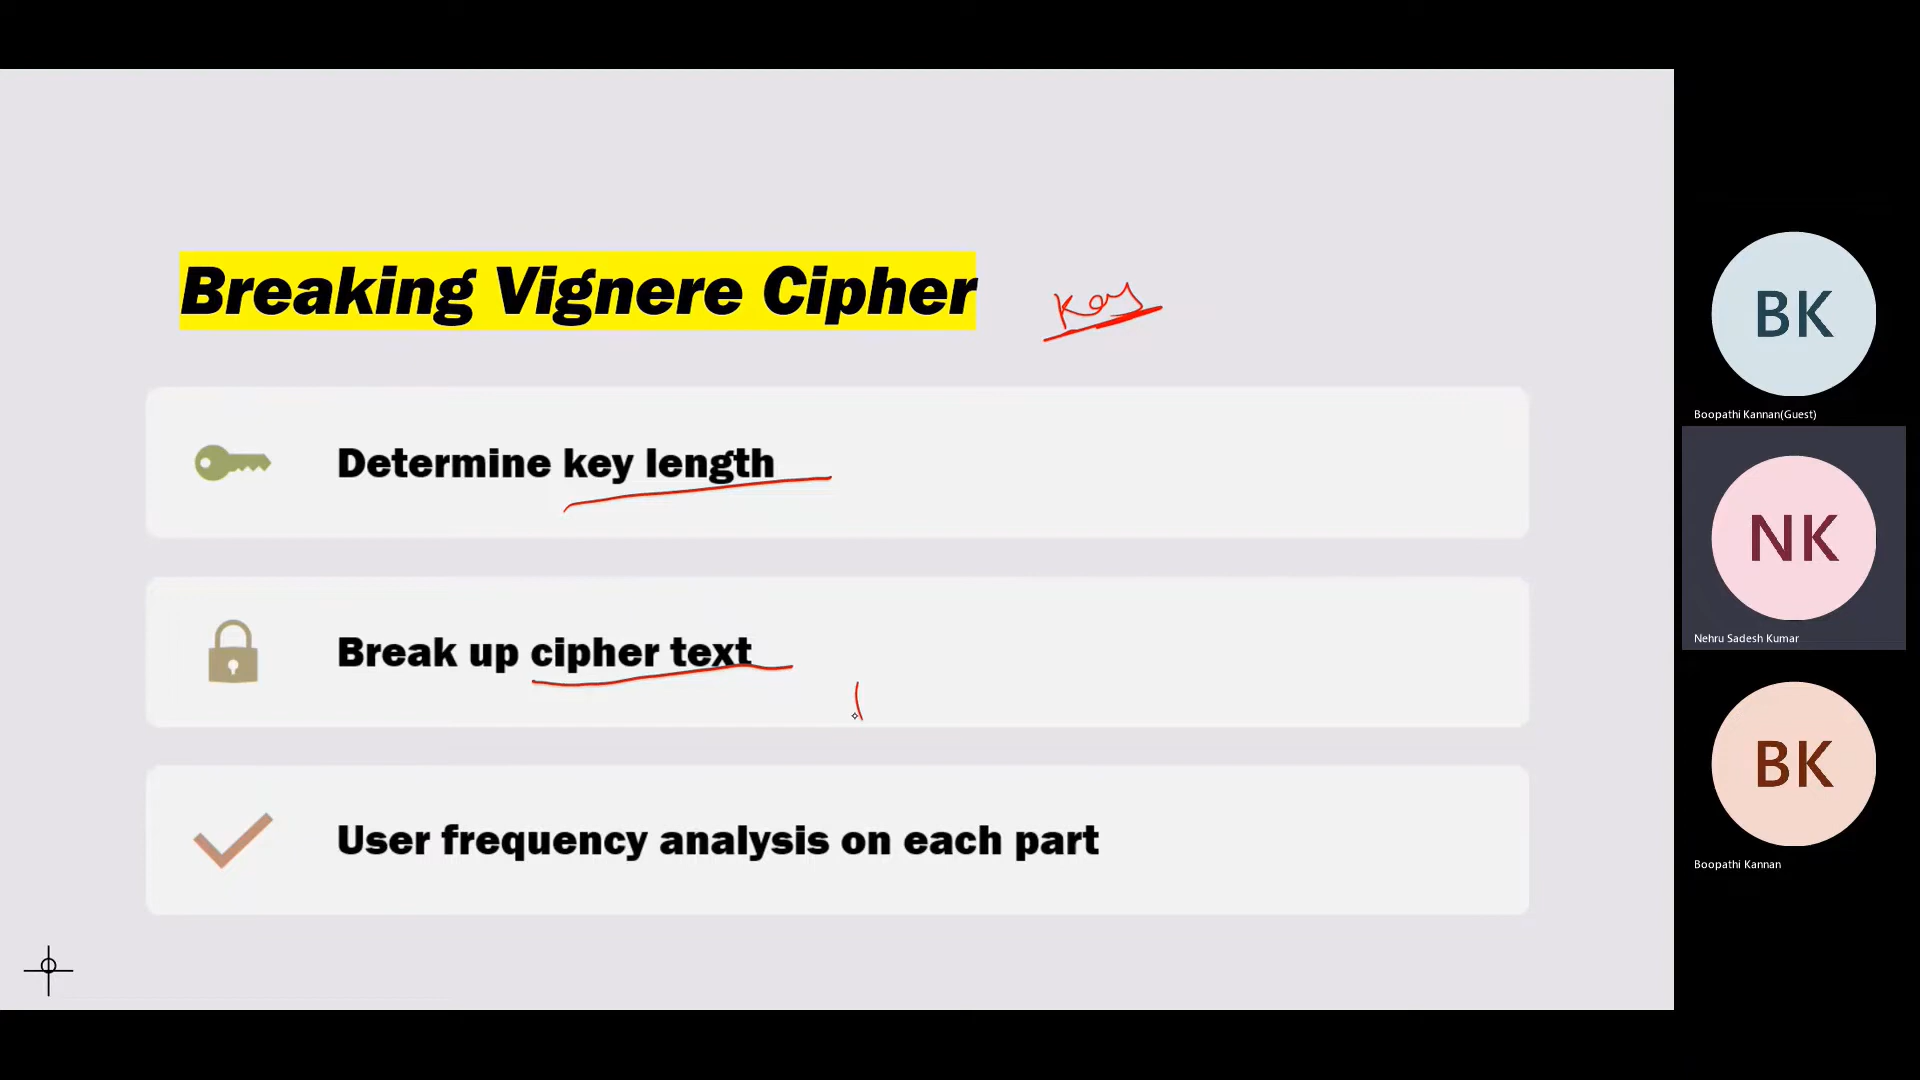 Breaking Vignere Cipher
Key
Determine key length
Break up cipher text
User frequency analysis on each part
BK
Boopathi Kannan(Guest)
NK
Nehru Sadesh Kumar
BK
Boopathi Kannan